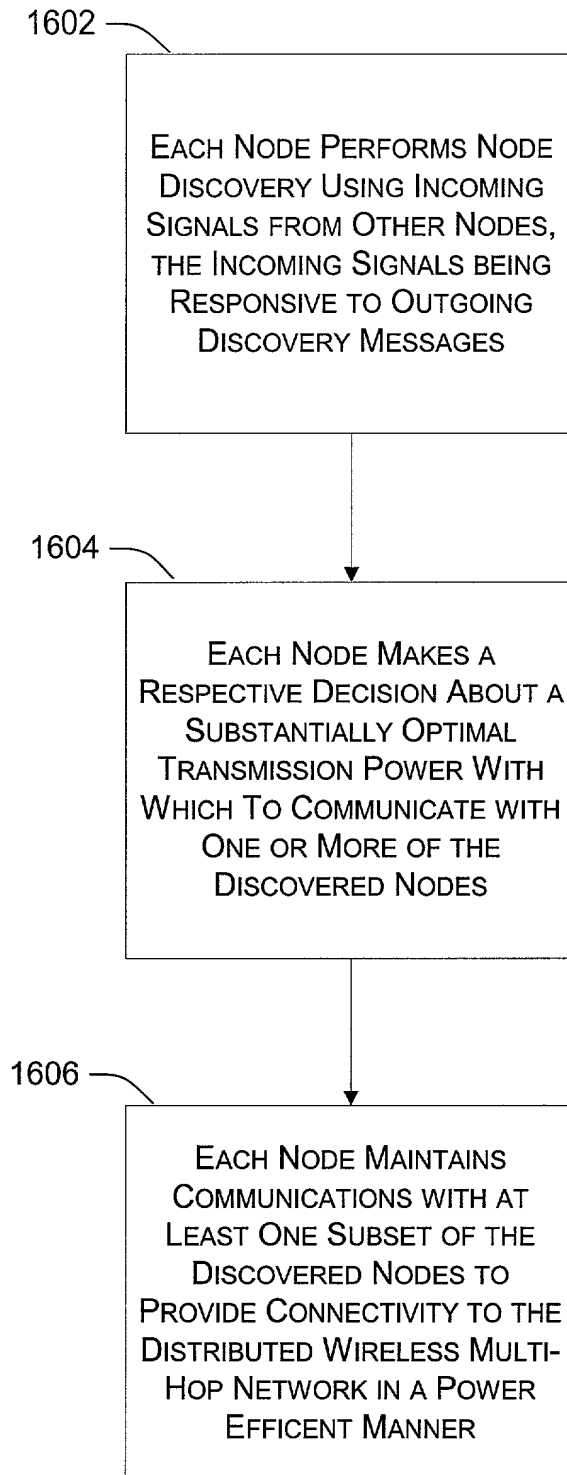 1602
EACH NODE PERFORMS NODE
DISCOVERY USING INCOMING
SIGNALS FROM OTHER NODES,
THE INCOMING SIGNALS BEING
RESPONSIVE TO OUTGOING
DISCOVERY MESSAGES
1604
EACH NODE MAKES A
RESPECTIVE DECISION ABOUT A
SUBSTANTIALLY OPTIMAL
TRANSMISSION POWER WITH
WHICH TO COMMUNICATE WITH
ONE OR MORE OF THE
DISCOVERED NODES
1606
EACH NODE MAINTAINS
COMMUNICATIONS WITH AT
LEAST ONE SUBSET OF THE
DISCOVERED NODES TO
PROVIDE CONNECTIVITY TO THE
DISTRIBUTED WIRELESS MULTI-
HOP NETWORK IN A POWER
EFFICENT MANNER